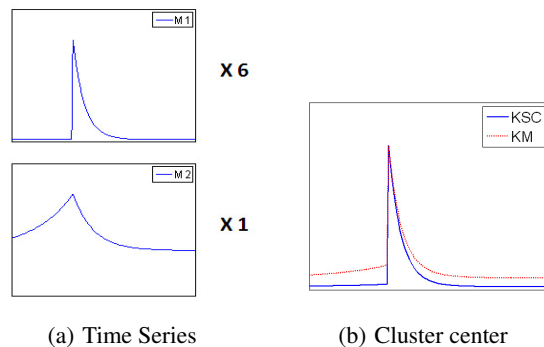 M 1
X 6
M 2
X 1
KSC
KM
(a) Time Series
(b) Cluster center